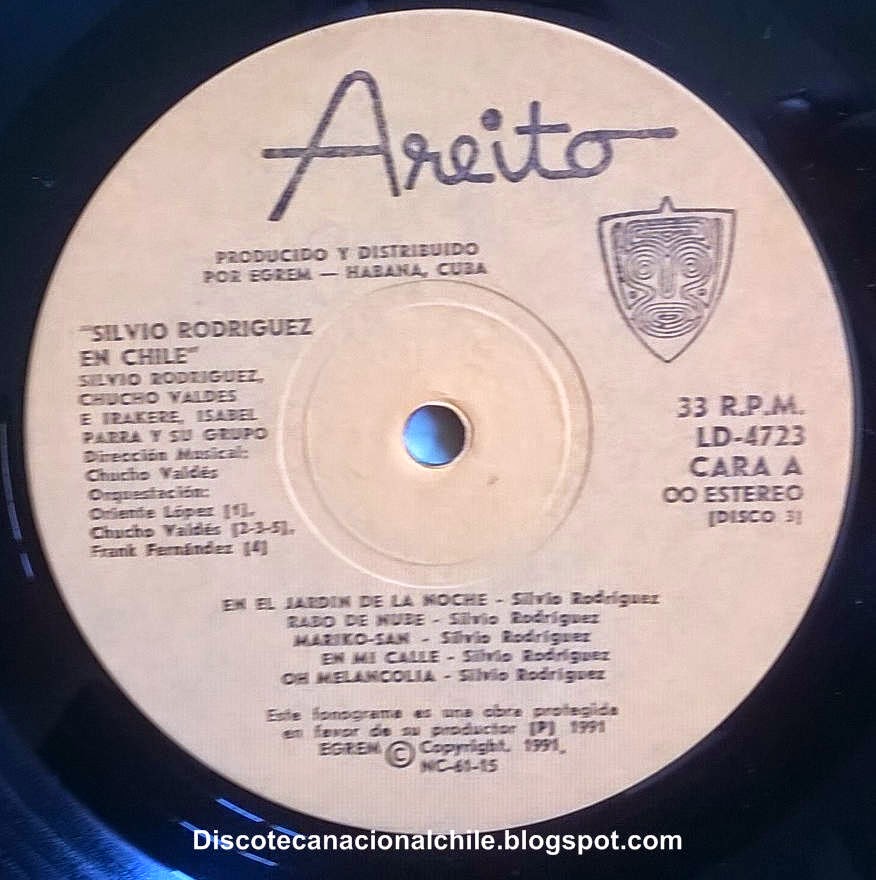 Areito
PRODUCIDO Y DISTRIBUIDO
POR EGREM — HABANA, CUBA
"SILVIO RODRIGUEZ
EN CHILE"
SILVIO RODRIGUEZ,
CHUCHO VALDES
E IRAKERE, ISABEL
PARRA Y SU GRUPO
Dirección Musical:
Chucho Valdés
Orquestación:
Oriente López [1],
Chucho Valdés [2-3-5],
Frank Fernández [4]
33 R.P.M.
LD-4723
CARA A
OO ESTEREO
[DISCO 3]
EN EL JARDIN DE LA NOCHE - Silvio Rodríguez
RABO DE NUBE - Silvio Rodríguez
MARIKO-SAN - Silvio Rodríguez
EN MI CALLE - Silvio Rodríguez
OH MELANCOLIA - Silvio Rodríguez
Este fonograma es una obra protegida
en favor de su productor [P] 1991
EGREM © Copyright, 1991,
NC-61-15
Discotecanacionalchile.blogspot.com